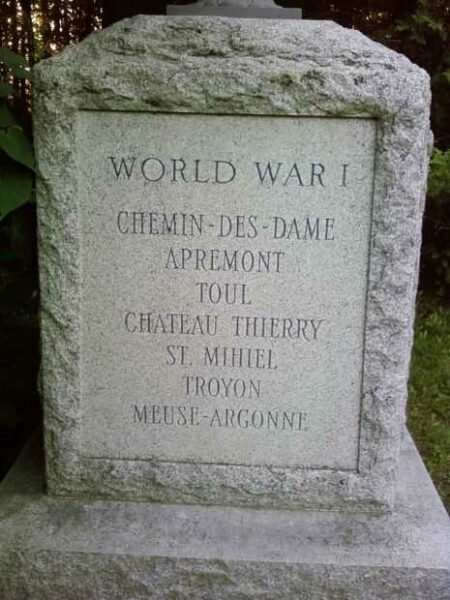 WORLD WAR I
CHEMIN-DES-DAME
APREMONT
TOUL
CHATEAU THIERRY
ST. MIHIEL
TROYON
MEUSE-ARGONNE